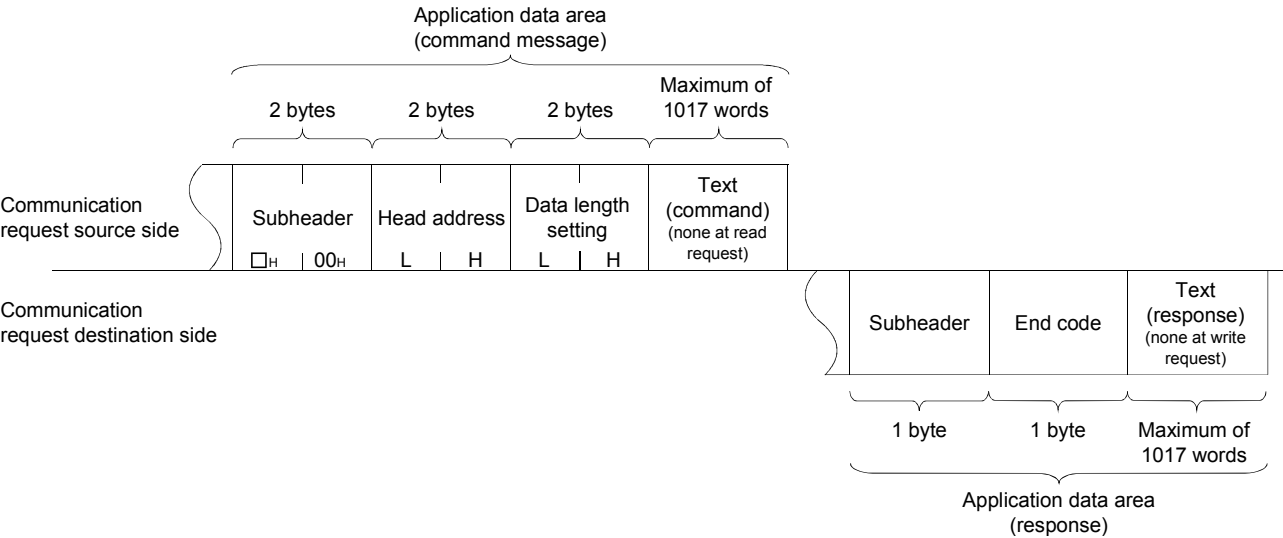 Application data area
(command message)
2 bytes
2 bytes
2 bytes
Maximum of
1017 words
Communication
request source side
Subheader
□H
00H
Head address
L
H
Data length
setting
L
H
Text
(command)
(none at read
request)
Communication
request destination side
Subheader
End code
Text
(response)
(none at write
request)
1 byte
1 byte
Maximum of
1017 words
Application data area
(response)